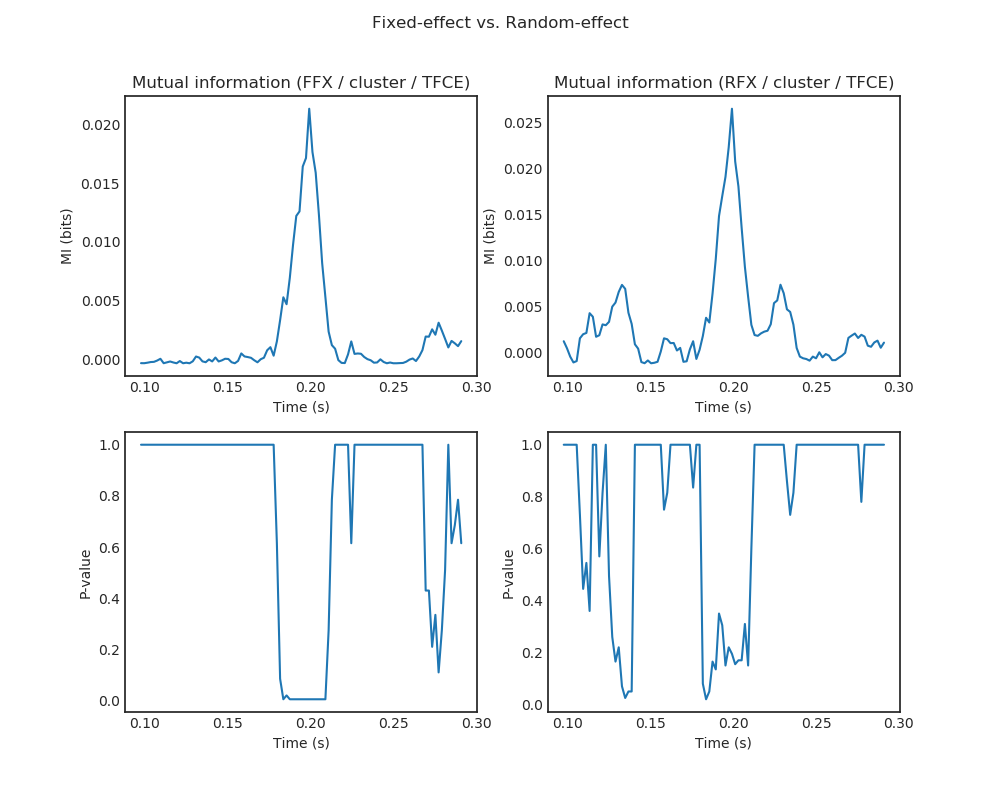 Fixed-effect vs. Random-effect
Mutual information (FFX / cluster / TFCE)
0.020
0.015
0.010
0.005
0.000
MI (bits)
0.10 0.15 0.20 0.25 0.30
Time (s)
Mutual information (RFX / cluster / TFCE)
0.025
0.020
0.015
0.010
0.005
0.000
MI (bits)
0.10 0.15 0.20 0.25 0.30
Time (s)
1.0
0.8
0.6
0.4
0.2
0.0
P-value
0.10 0.15 0.20 0.25 0.30
Time (s)
1.0
0.8
0.6
0.4
0.2
0.0
P-value
0.10 0.15 0.20 0.25 0.30
Time (s)